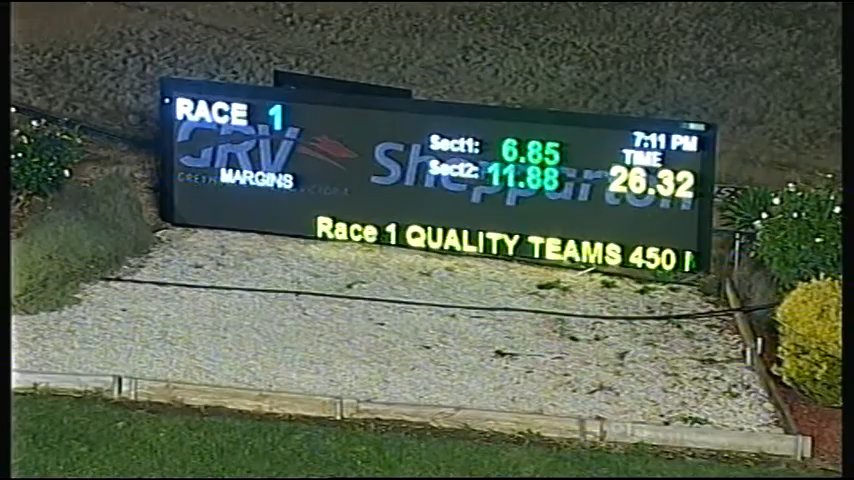 RACE 1
GRV
MARGINS
Sect1: 6.85
Sect2: 11.88
Shepparton
7:11 PM
TIME
26.32
Race 1 QUALITY TEAMS 450